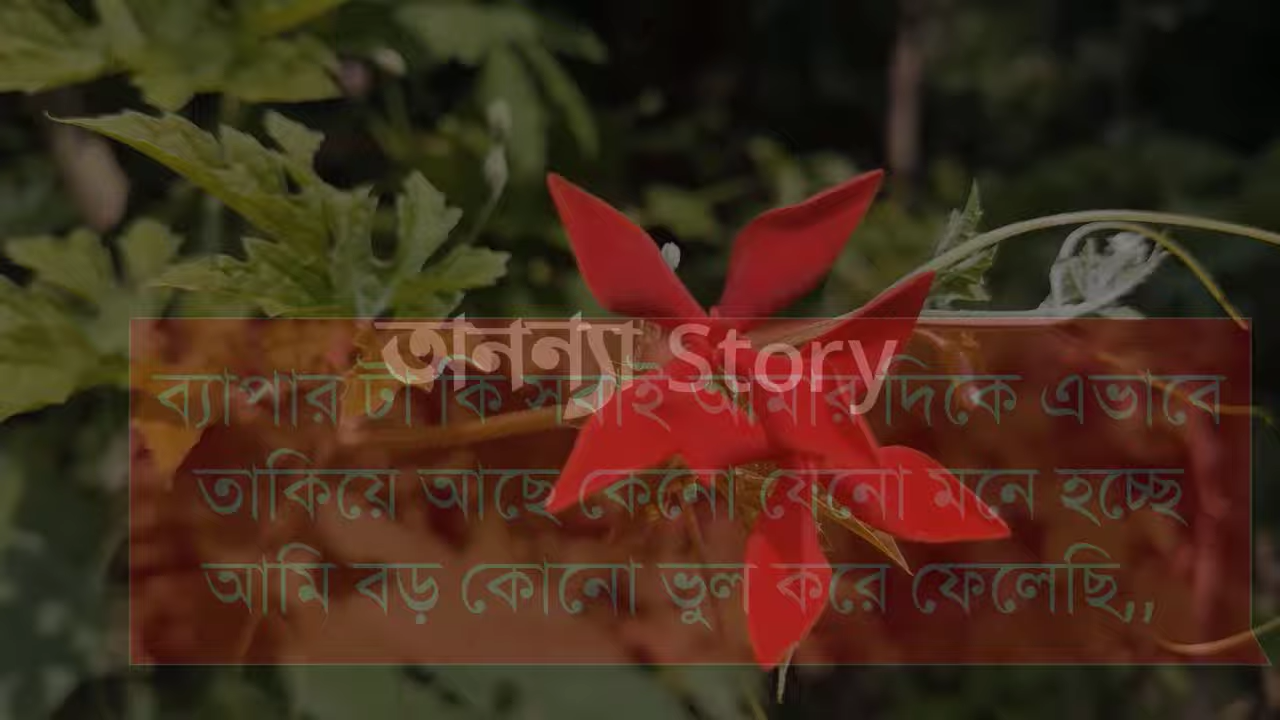 অনন্যা Story
ব্যাপার টা কি সবাই আমার দিকে এভাবে
তাকিয়ে আছে কেনো যেনো মনে হচ্ছে
আমি বড় কোনো ভুল করে ফেলেছি,,